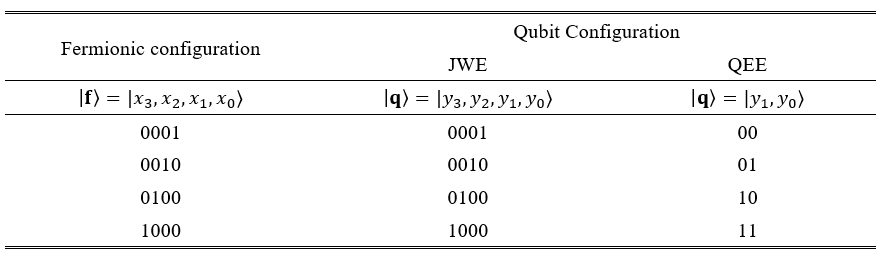 Fermionic configuration Qubit Configuration
JWE QEE
|f⟩ = |x₃, x₂, x₁, x₀⟩ |q⟩ = |y₃, y₂, y₁, y₀⟩ |q⟩ = |y₁, y₀⟩
0001 0001 00
0010 0010 01
0100 0100 10
1000 1000 11